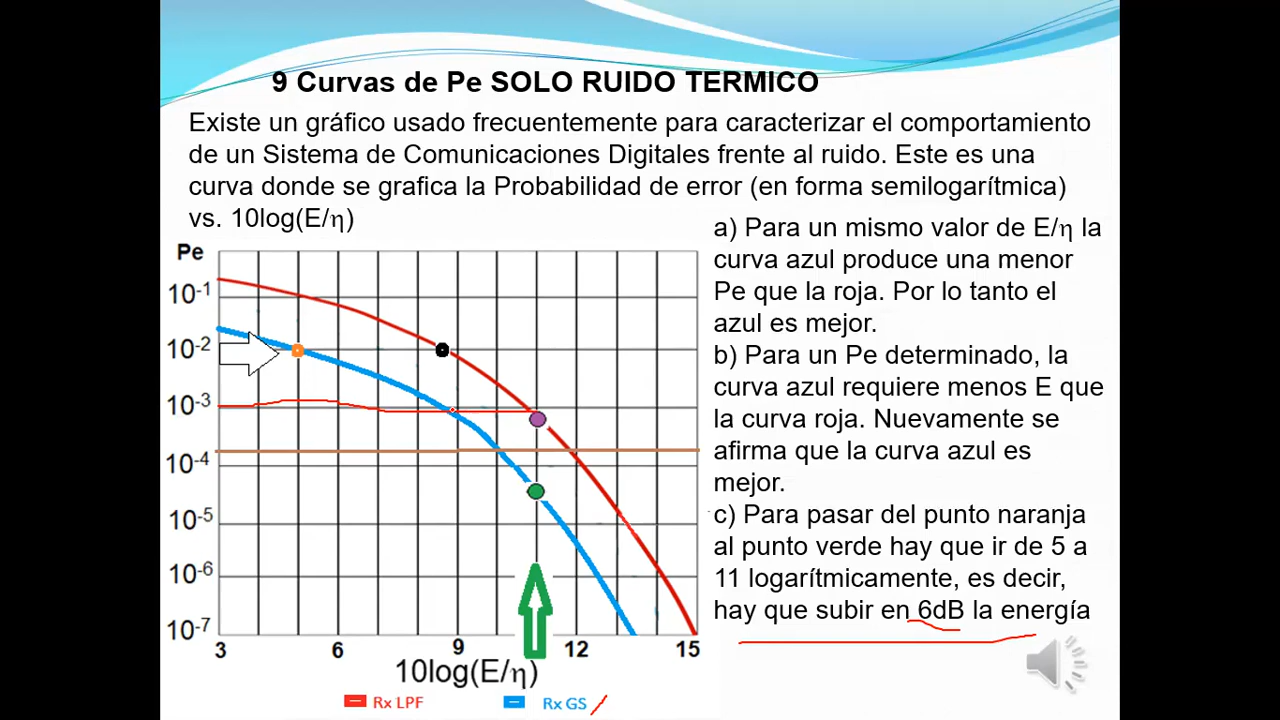 9 Curvas de Pe SOLO RUIDO TERMICO
Existe un gráfico usado frecuentemente para caracterizar el comportamiento
de un Sistema de Comunicaciones Digitales frente al ruido. Este es una
curva donde se grafica la Probabilidad de error (en forma semilogarítmica)
vs. 10log(E/η)
Pe
10-1
10-2
10-3
10-4
10-5
10-6
10-7
3 6 9 12 15
10log(E/η)
Rx LPF Rx GS
a) Para un mismo valor de E/η la
curva azul produce una menor
Pe que la roja. Por lo tanto el
azul es mejor.
b) Para un Pe determinado, la
curva azul requiere menos E que
la curva roja. Nuevamente se
afirma que la curva azul es
mejor.
c) Para pasar del punto naranja
al punto verde hay que ir de 5 a
11 logarítmicamente, es decir,
hay que subir en 6dB la energía